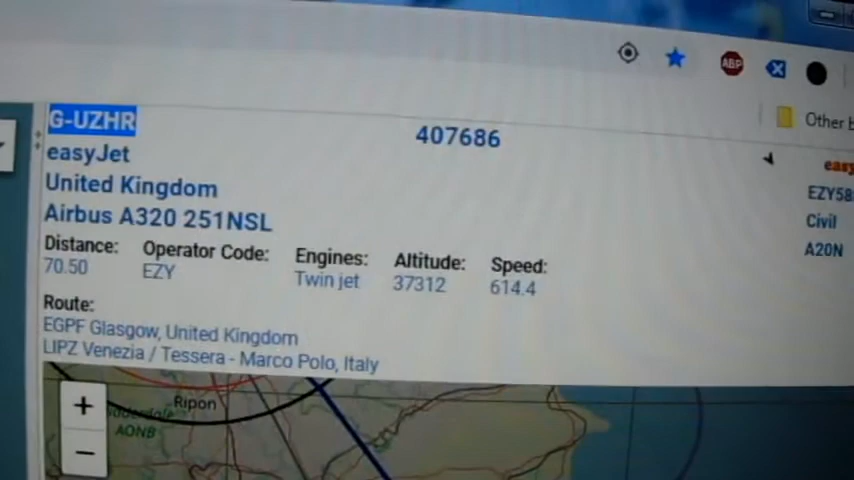 ABP
Other b
G-UZHR
407686
easyJet
easy
United Kingdom
EZY58
Airbus A320 251NSL
Civil
A20N
Distance: Operator Code: Engines: Altitude: Speed:
70.50 EZY Twin jet 37312 614.4
Route:
EGPF Glasgow, United Kingdom
LIPZ Venezia / Tessera - Marco Polo, Italy
+
Ripon
AONB
−